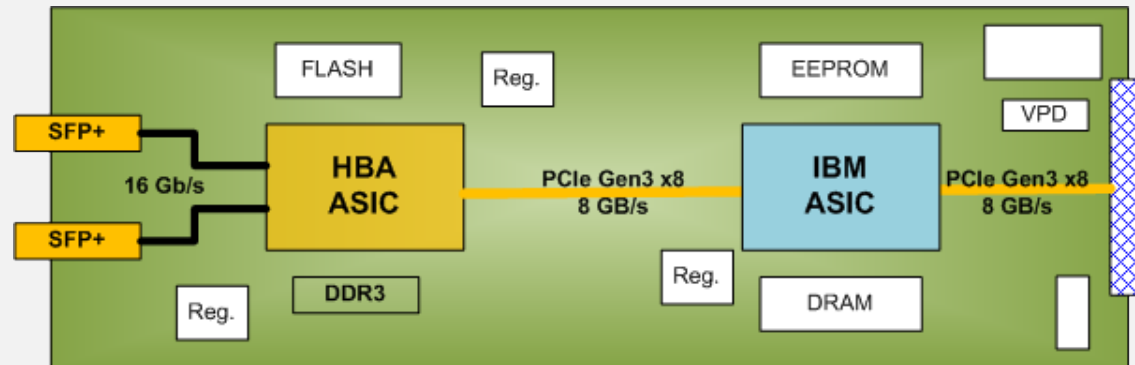 FLASH
Reg.
EEPROM
VPD
SFP+
HBA
ASIC
IBM
ASIC
16 Gb/s
PCIe Gen3 x8
8 GB/s
PCIe Gen3 x8
8 GB/s
SFP+
Reg.
DDR3
Reg.
DRAM